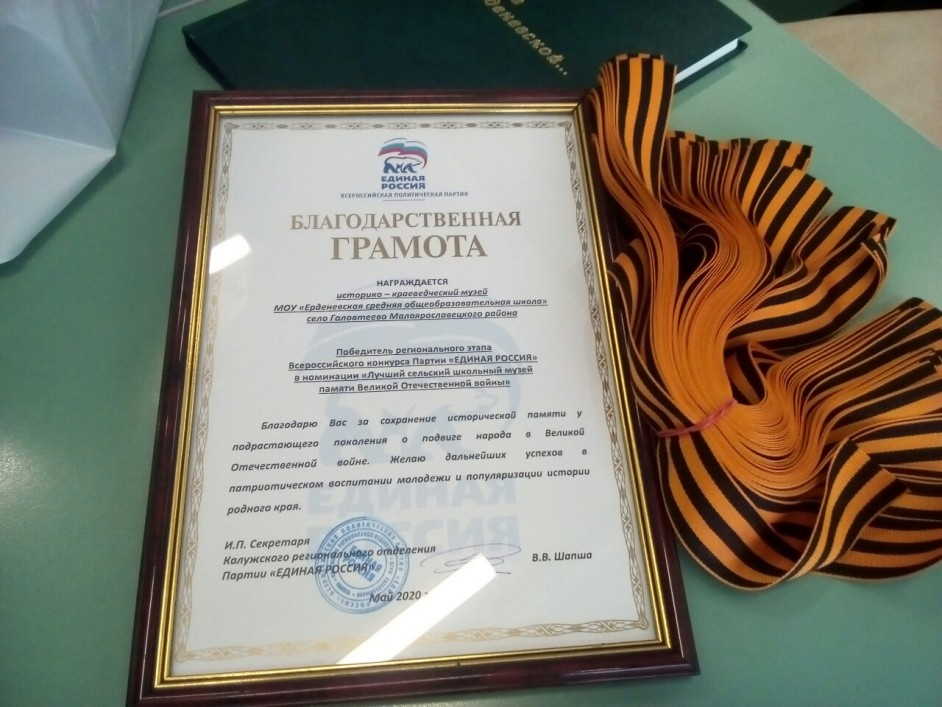 деневской...
ЕДИНАЯ
РОССИЯ
ВСЕРОССИЙСКАЯ ПОЛИТИЧЕСКАЯ ПАРТИЯ
БЛАГОДАРСТВЕННАЯ
ГРАМОТА
НАГРАЖДАЕТСЯ
историко – краеведческий музей
МОУ «Ерденевская средняя общеобразовательная школа»
село Головтеево Малоярославецкого района
Победитель регионального этапа
Всероссийского конкурса Партии «ЕДИНАЯ РОССИЯ»
в номинации «Лучший сельский школьный музей
памяти Великой Отечественной войны»
Благодарю Вас за сохранение исторической памяти у
подрастающего поколения о подвиге народа в Великой
Отечественной войне. Желаю дальнейших успехов в
патриотическом воспитании молодежи и популяризации истории
родного края.
ЕДИНАЯ
РОССИЯ
И.П. Секретаря
Калужского регионального отделения
Партии «ЕДИНАЯ РОССИЯ»
В.В. Шапша
Май 2020 г